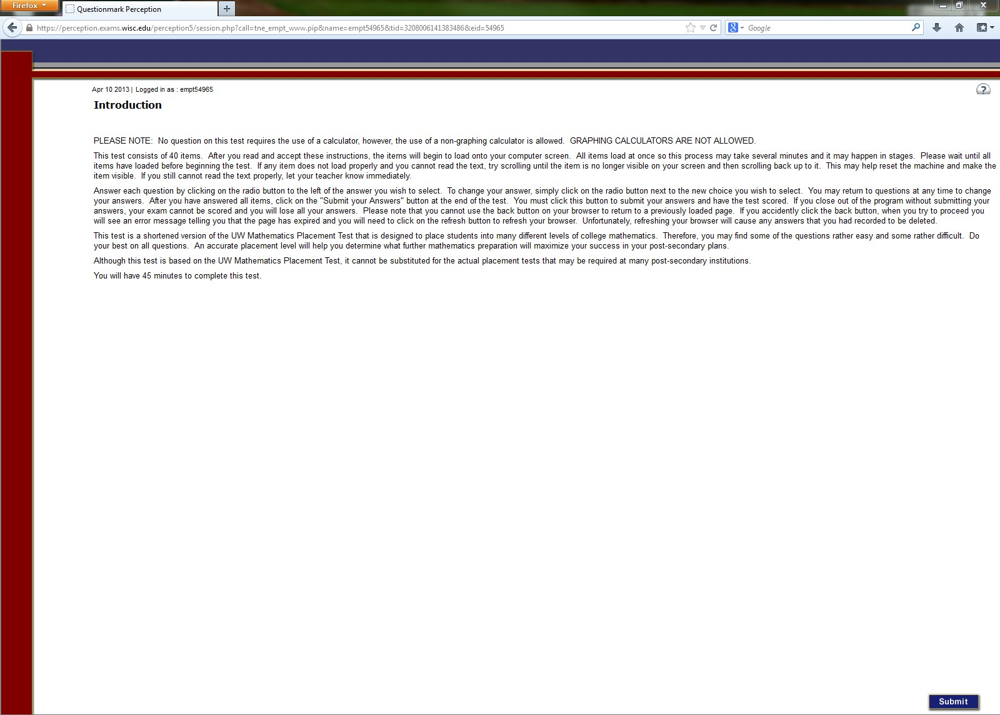 Firefox
Questionmark Perception
https://perception.exams.wisc.edu/perception5/session.php?call=tne_empt_www.pip&name=empt54965&tid=3208006141383486&eid=54965
Google
Apr 10 2013 | Logged in as : empt54965
Introduction
PLEASE NOTE:  No question on this test requires the use of a calculator, however, the use of a non-graphing calculator is allowed.  GRAPHING CALCULATORS ARE NOT ALLOWED.
This test consists of 40 items.  After you read and accept these instructions, the items will begin to load onto your computer screen.  All items load at once so this process may take several minutes and it may happen in stages.  Please wait until all
items have loaded before beginning the test.  If any item does not load properly and you cannot read the text, try scrolling until the item is no longer visible on your screen and then scrolling back up to it.  This may help reset the machine and make the
item visible.  If you still cannot read the text properly, let your teacher know immediately.
Answer each question by clicking on the radio button to the left of the answer you wish to select.  To change your answer, simply click on the radio button next to the new choice you wish to select.  You may return to questions at any time to change
your answers.  After you have answered all items, click on the "Submit your Answers" button at the end of the test.  You must click this button to submit your answers and have the test scored.  If you close out of the program without submitting your
answers, your exam cannot be scored and you will lose all your answers.  Please note that you cannot use the back button on your browser to return to a previously loaded page.  If you accidently click the back button, when you try to proceed you
will see an error message telling you that the page has expired and you will need to click on the refresh button to refresh your browser.  Unfortunately, refreshing your browser will cause any answers that you had recorded to be deleted.
This test is a shortened version of the UW Mathematics Placement Test that is designed to place students into many different levels of college mathematics.  Therefore, you may find some of the questions rather easy and some rather difficult.  Do
your best on all questions.  An accurate placement level will help you determine what further mathematics preparation will maximize your success in your post-secondary plans.
Although this test is based on the UW Mathematics Placement Test, it cannot be substituted for the actual placement tests that may be required at many post-secondary institutions.
You will have 45 minutes to complete this test.
Submit